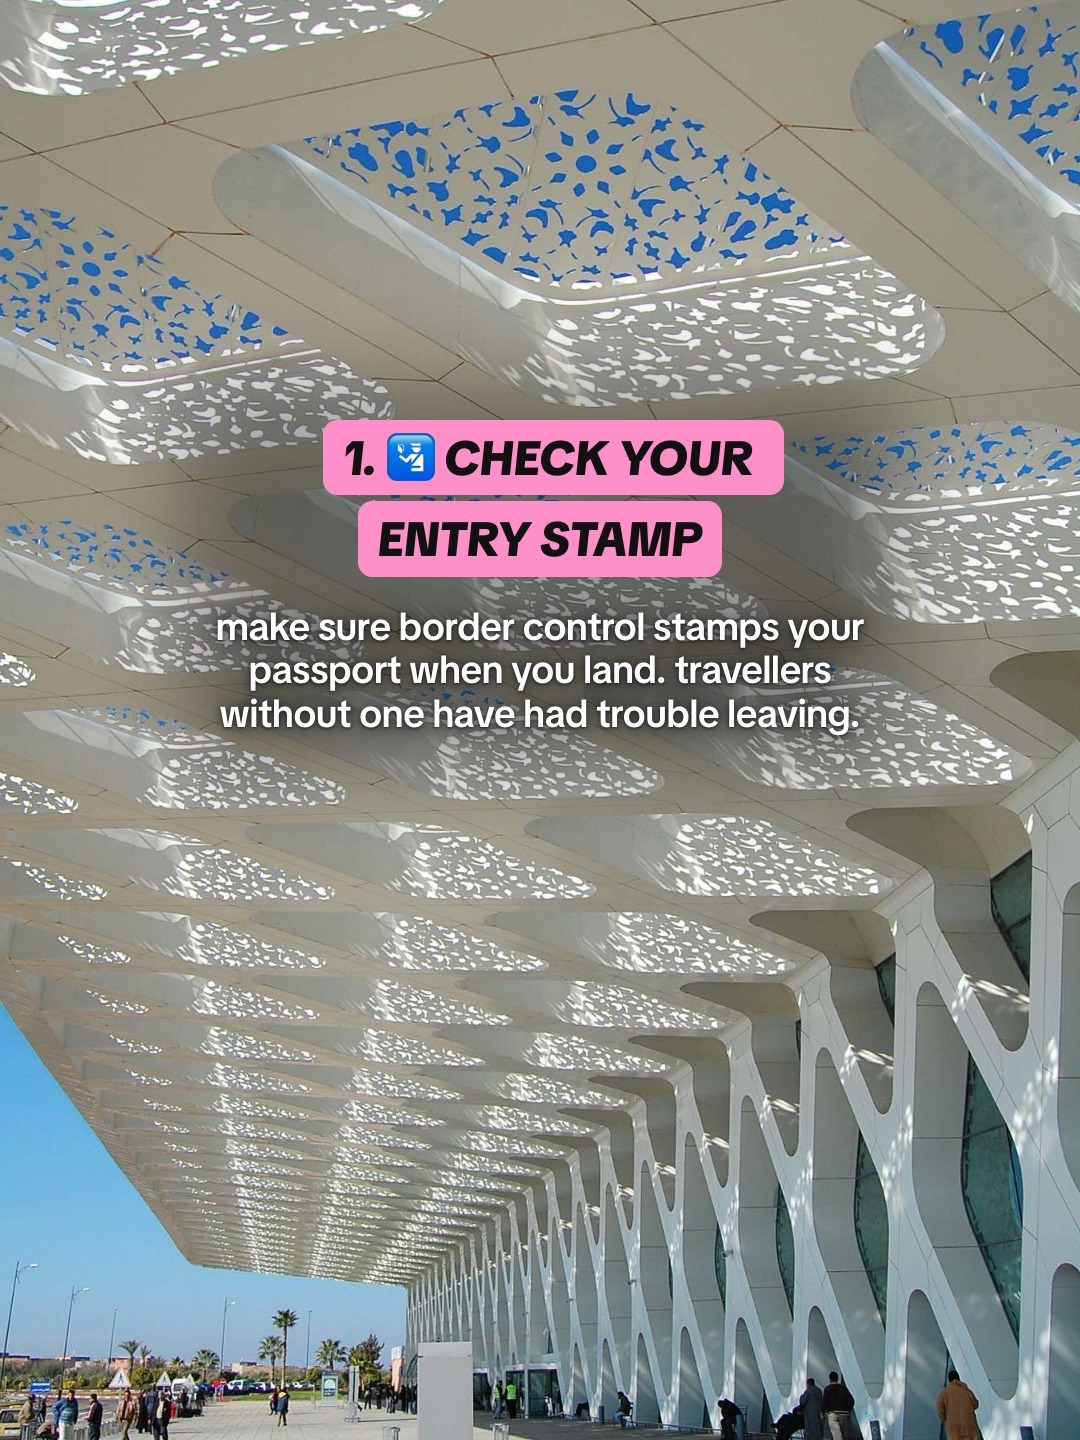 1. 🛂 CHECK YOUR
ENTRY STAMP
make sure border control stamps your
passport when you land. travellers
without one have had trouble leaving.